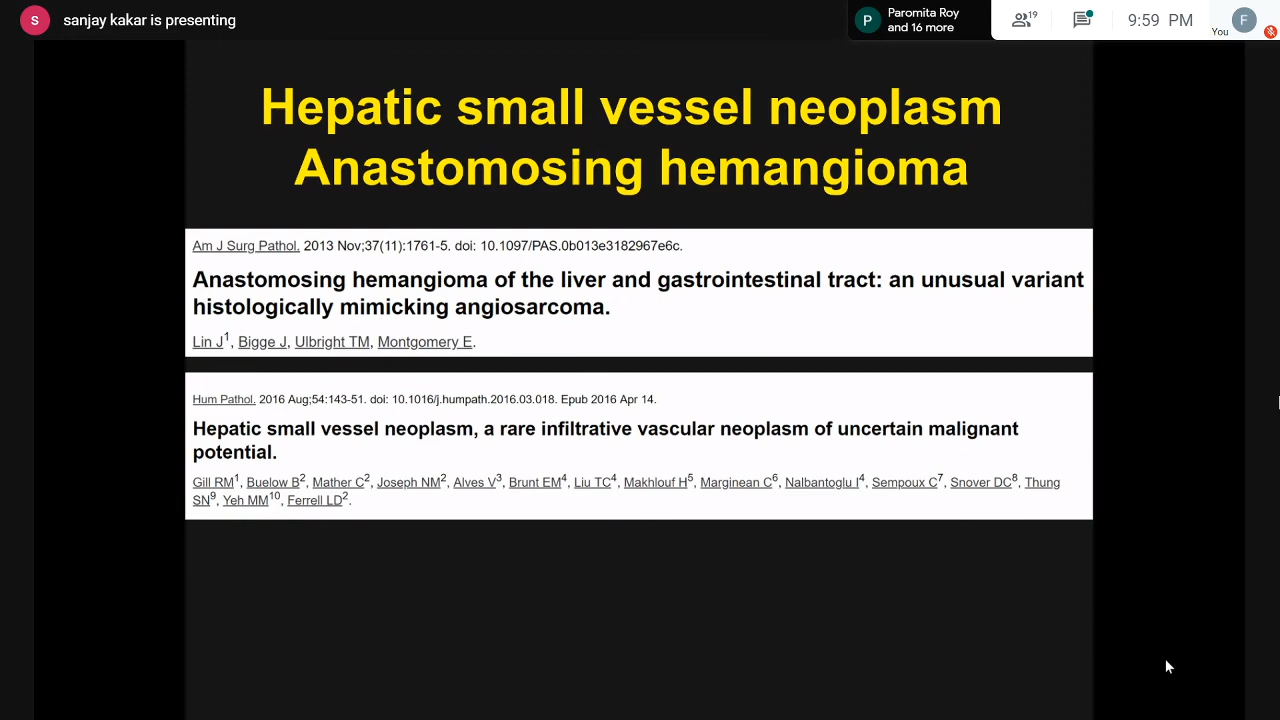 S sanjay kakar is presenting
P Paromita Roy
and 16 more
19
9:59 PM
You
F
Hepatic small vessel neoplasm
Anastomosing hemangioma
Am J Surg Pathol. 2013 Nov;37(11):1761-5. doi: 10.1097/PAS.0b013e3182967e6c.
Anastomosing hemangioma of the liver and gastrointestinal tract: an unusual variant
histologically mimicking angiosarcoma.
Lin J1, Bigge J, Ulbright TM, Montgomery E.
Hum Pathol. 2016 Aug;54:143-51. doi: 10.1016/j.humpath.2016.03.018. Epub 2016 Apr 14.
Hepatic small vessel neoplasm, a rare infiltrative vascular neoplasm of uncertain malignant
potential.
Gill RM1, Buelow B2, Mather C2, Joseph NM2, Alves V3, Brunt EM4, Liu TC4, Makhlouf H5, Marginean C6, Nalbantoglu I4, Sempoux C7, Snover DC8, Thung
SN9, Yeh MM10, Ferrell LD2.